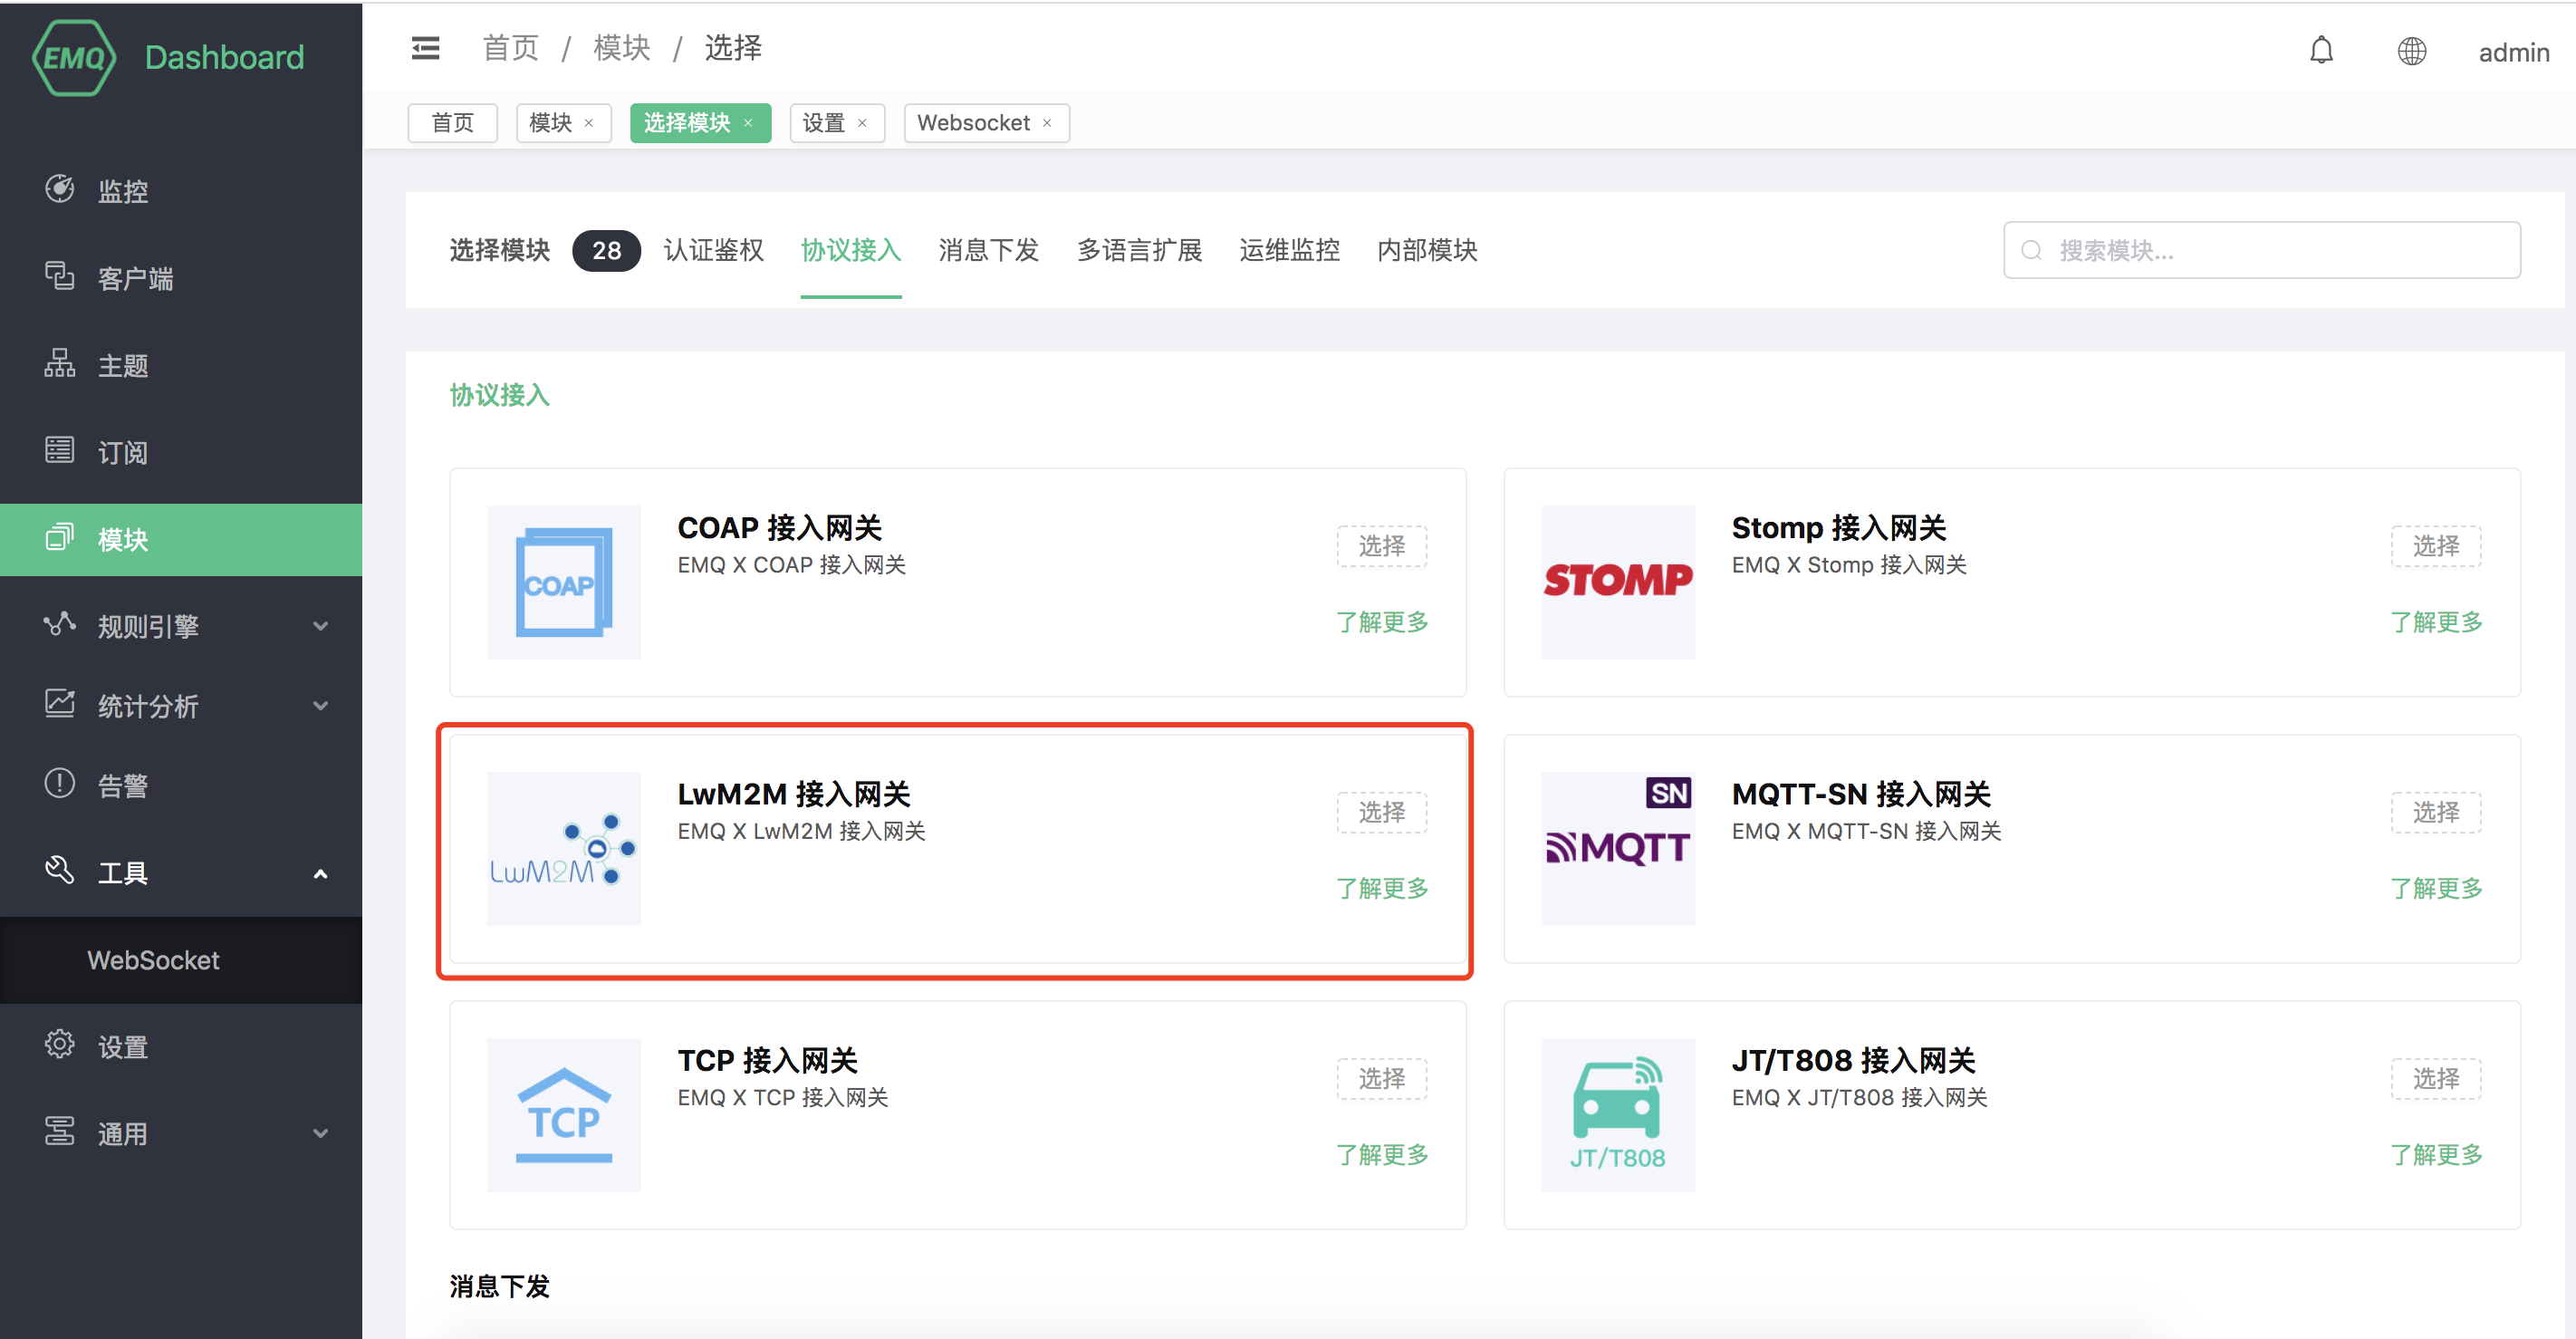 EMQ Dashboard
首页 / 模块 / 选择
admin
首页
模块 ×
选择模块 ×
设置 ×
Websocket ×
监控
客户端
主题
订阅
模块
规则引擎
统计分析
告警
工具
WebSocket
设置
通用
选择模块 28 认证鉴权 协议接入 消息下发 多语言扩展 运维监控 内部模块
搜索模块...
协议接入
COAP
COAP 接入网关
EMQ X COAP 接入网关
选择
了解更多
STOMP
Stomp 接入网关
EMQ X Stomp 接入网关
选择
了解更多
LwM2M
LwM2M 接入网关
EMQ X LwM2M 接入网关
选择
了解更多
SN
MQTT
MQTT-SN 接入网关
EMQ X MQTT-SN 接入网关
选择
了解更多
TCP
TCP 接入网关
EMQ X TCP 接入网关
选择
了解更多
JT/T808
JT/T808 接入网关
EMQ X JT/T808 接入网关
选择
了解更多
消息下发